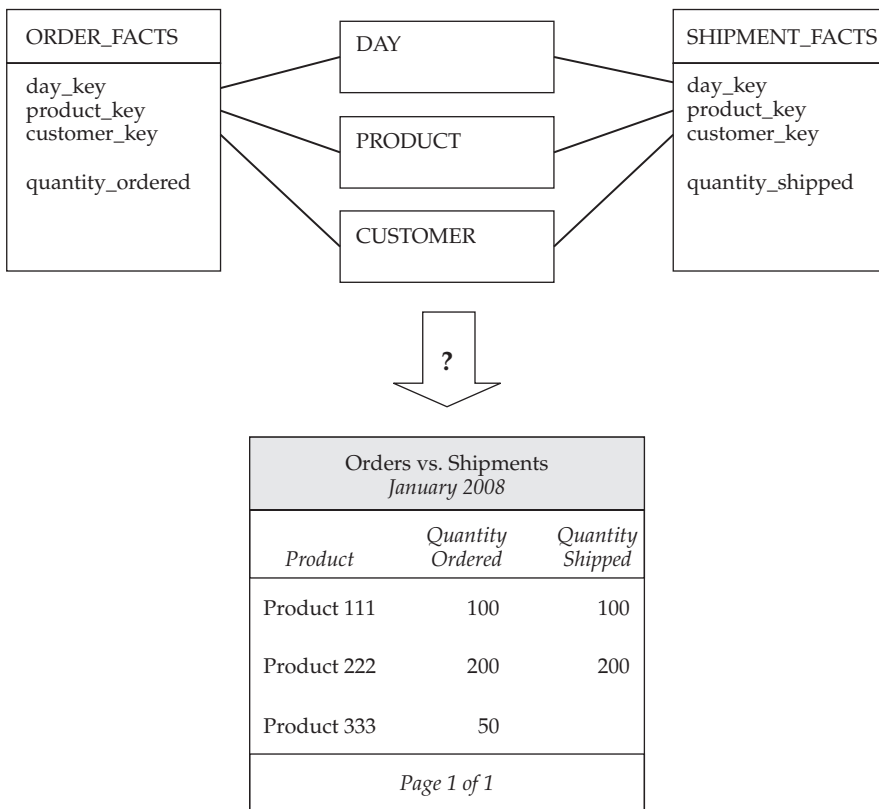 ORDER_FACTS
day_key
product_key
customer_key
quantity_ordered
DAY
PRODUCT
CUSTOMER
SHIPMENT_FACTS
day_key
product_key
customer_key
quantity_shipped
?
Orders vs. Shipments
January 2008
Product Quantity Ordered Quantity Shipped
Product 111 100 100
Product 222 200 200
Product 333 50
Page 1 of 1